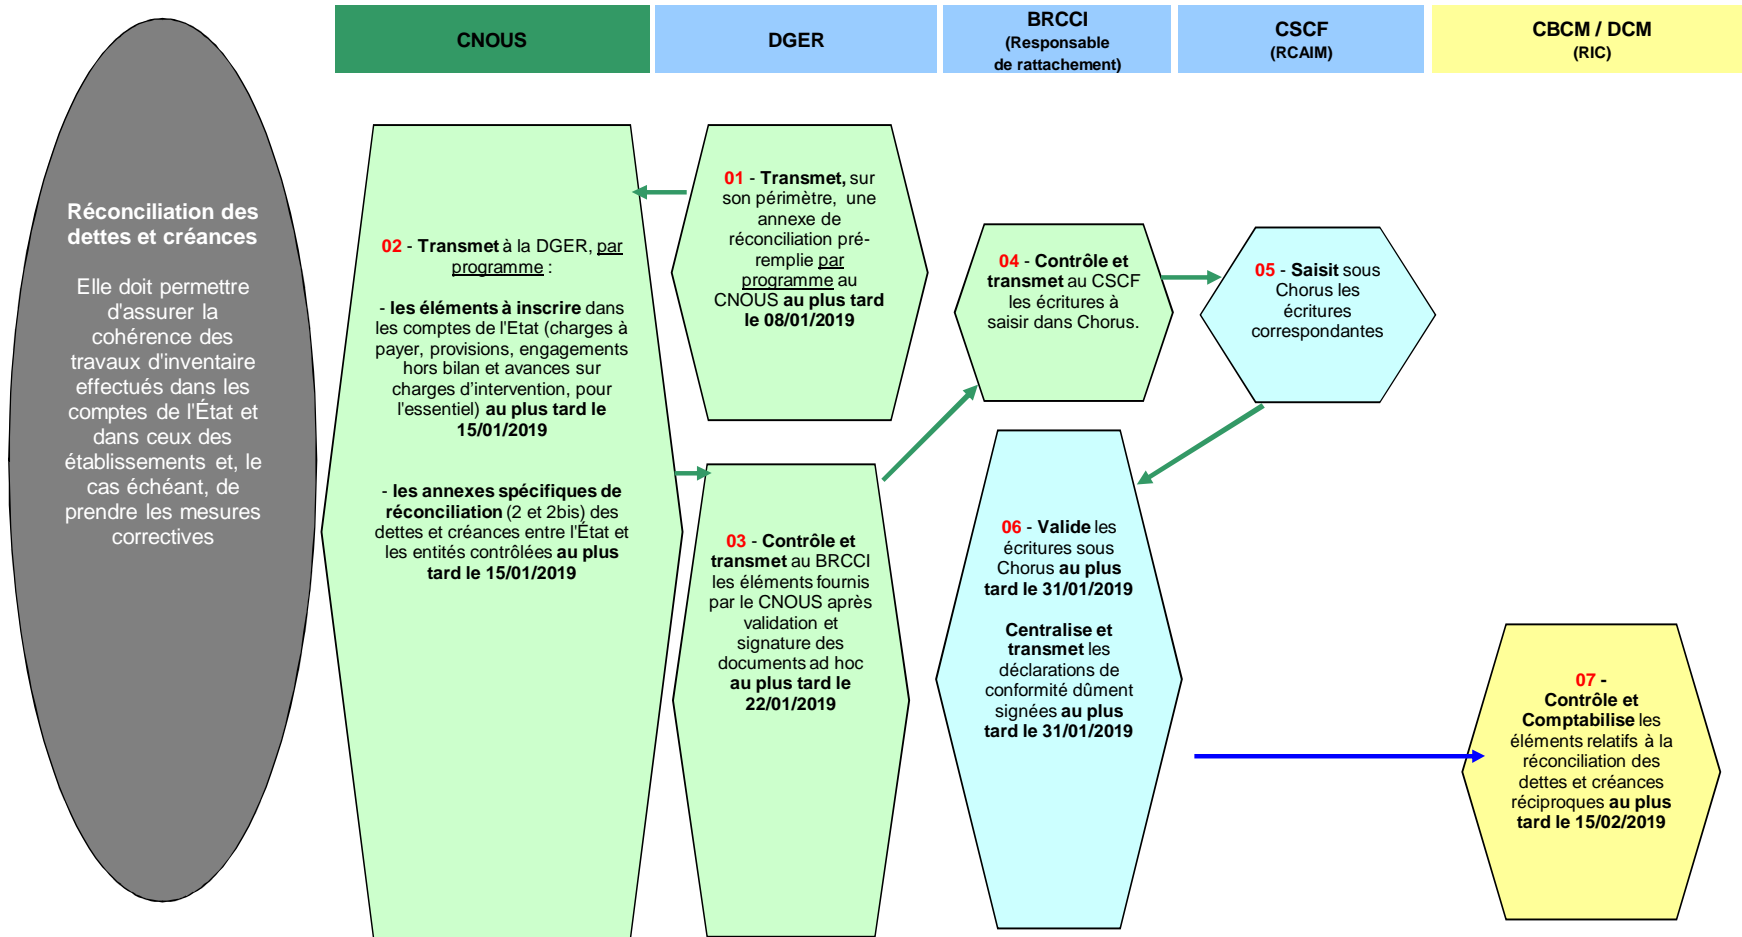 CNOUS
DGER
BRCCI
(Responsable
de rattachement)
CSCF
(RCAIM)
CBCM / DCM
(RIC)
Réconciliation des
dettes et créances
Elle doit permettre
d'assurer la
cohérence des
travaux d'inventaire
effectués dans les
comptes de l'État et
dans ceux des
établissements et, le
cas échéant, de
prendre les mesures
correctives
01 - Transmet, sur
son périmètre, une
annexe de
réconciliation pré-
remplie par
programme au
CNOUS au plus tard
le 08/01/2019
02 - Transmet à la DGER, par
programme :
- les éléments à inscrire dans
les comptes de l'Etat (charges à
payer, provisions, engagements
hors bilan et avances sur
charges d'intervention, pour
l'essentiel) au plus tard le
15/01/2019
- les annexes spécifiques de
réconciliation (2 et 2bis) des
dettes et créances entre l'État et
les entités contrôlées au plus
tard le 15/01/2019
03 - Contrôle et
transmet au BRCCI
les éléments fournis
par le CNOUS après
validation et
signature des
documents ad hoc
au plus tard le
22/01/2019
04 - Contrôle et
transmet au CSCF
les écritures à
saisir dans Chorus.
05 - Saisit sous
Chorus les
écritures
correspondantes
06 - Valide les
écritures sous
Chorus au plus
tard le 31/01/2019
Centralise et
transmet les
déclarations de
conformité dûment
signées au plus
tard le 31/01/2019
07 -
Contrôle et
Comptabilise les
éléments relatifs à la
réconciliation des
dettes et créances
réciproques au plus
tard le 15/02/2019